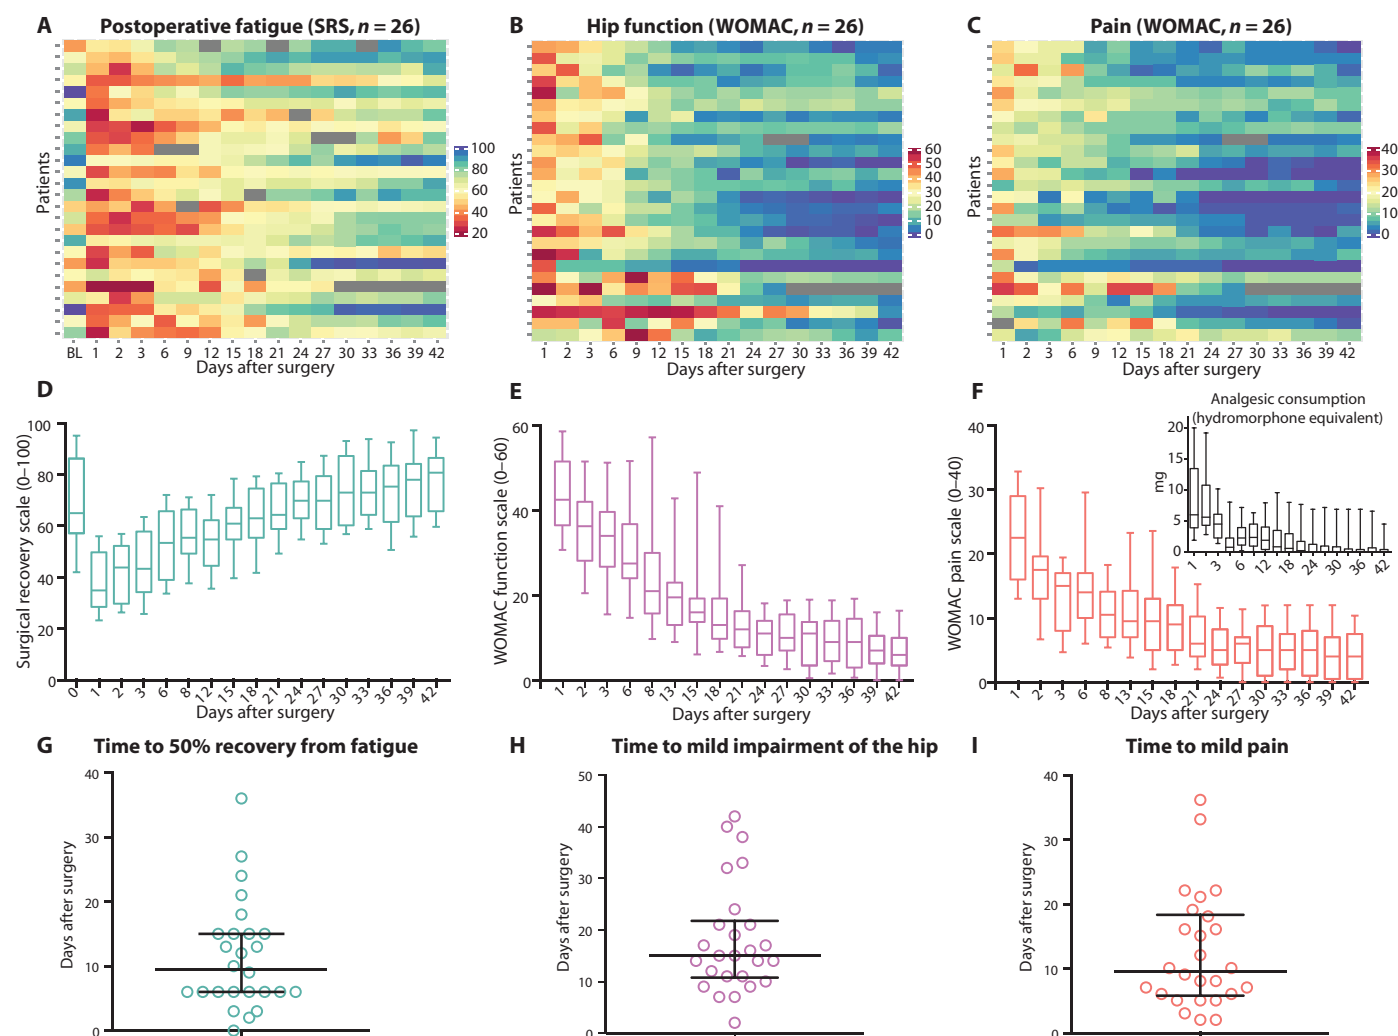 A Postoperative fatigue (SRS, n = 26)
B Hip function (WOMAC, n = 26)
C Pain (WOMAC, n = 26)
Patients
100
80
60
40
20
BL 1 2 3 6 9 12 15 18 21 24 27 30 33 36 39 42
Days after surgery
Patients
60
50
40
30
20
10
0
1 2 3 6 9 12 15 18 21 24 27 30 33 36 39 42
Days after surgery
Patients
40
30
20
10
0
1 2 3 6 9 12 15 18 21 24 27 30 33 36 39 42
Days after surgery
D
Surgical recovery scale (0–100)
100
80
60
40
20
0
0 1 2 3 6 8 12 15 18 21 24 27 30 33 36 39 42
Days after surgery
E
WOMAC function scale (0–60)
60
40
20
0
1 2 3 6 8 13 15 18 21 24 27 30 33 36 39 42
Days after surgery
F
WOMAC pain scale (0–40)
40
30
20
10
0
1 2 3 6 8 13 15 18 21 24 27 30 33 36 39 42
Days after surgery
Analgesic consumption
(hydromorphone equivalent)
mg
20
15
10
5
0
1 3 6 12 18 24 30 36 42
G Time to 50% recovery from fatigue
Days after surgery
40
30
20
10
0
H Time to mild impairment of the hip
Days after surgery
50
40
30
20
10
0
I Time to mild pain
Days after surgery
40
30
20
10
0